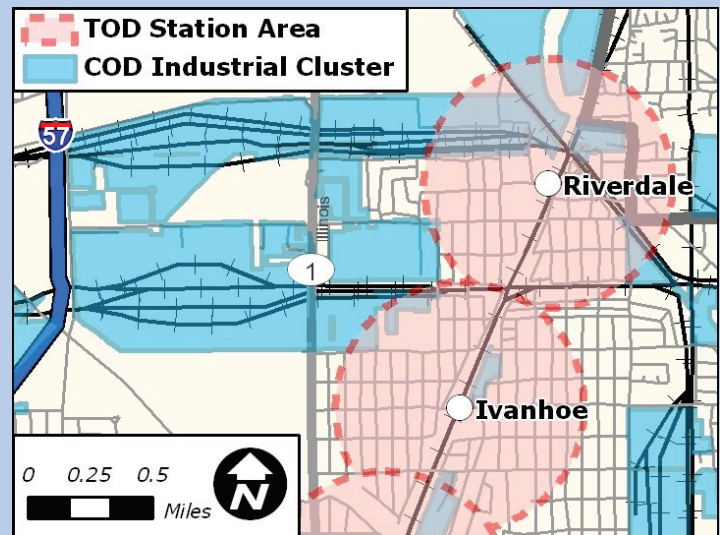 TOD Station Area
COD Industrial Cluster
57
Riverdale
Illinois
1
Ivanhoe
0 0.25 0.5
Miles
N